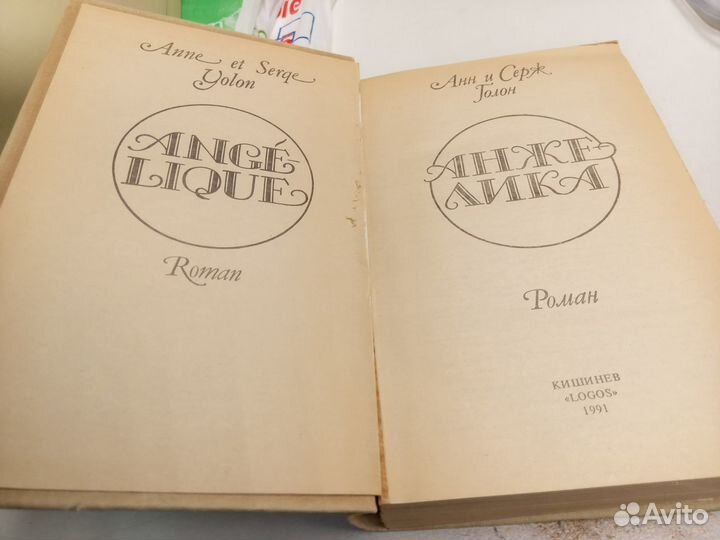 Anne et Serge
Golon
ANGÉ-
LIQUE
Roman
Анн и Серж
Голон
АНЖЕ-
ЛИКА
Роман
КИШИНЕВ
«LOGOS»
1991
Avito